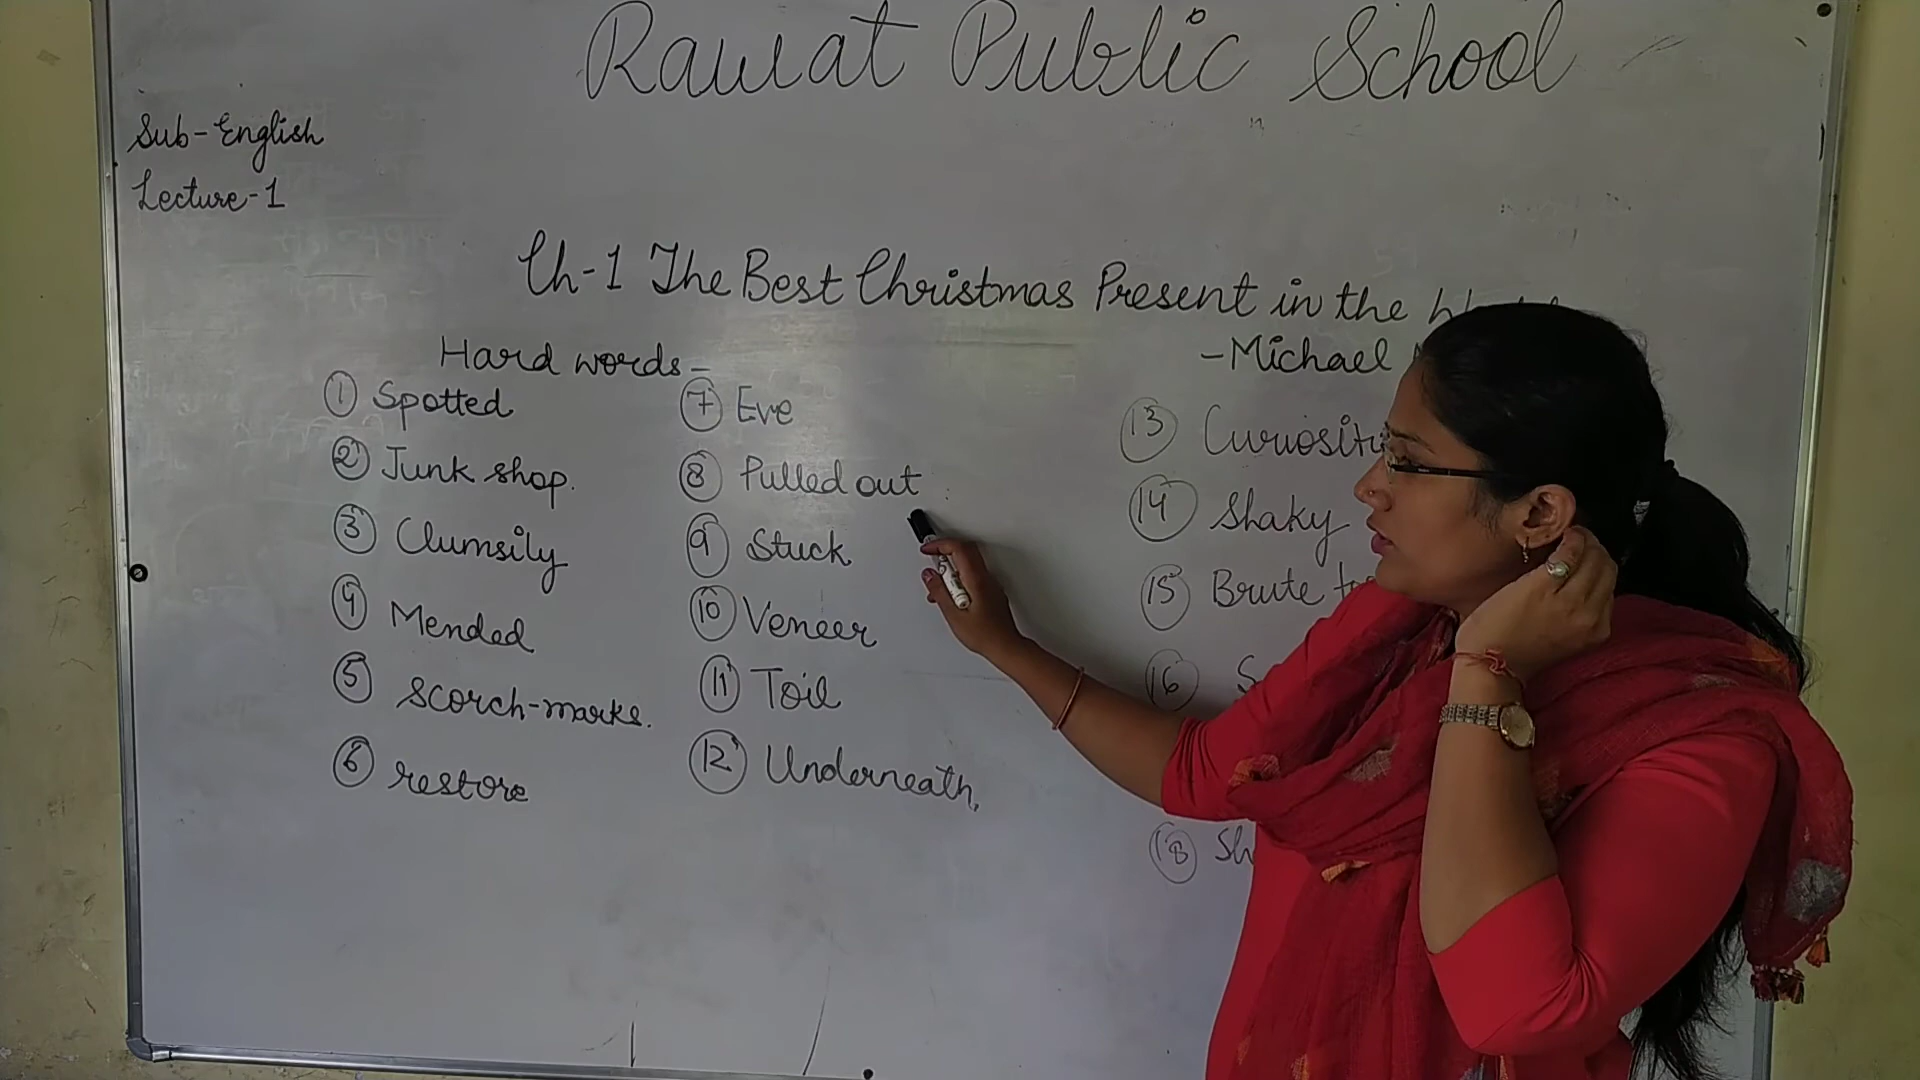 Rawat Public School
Sub-English
Lecture-1
Ch-1 The Best Christmas Present in the
-Michael
Hard words-
1 Spotted
2 Junk shop.
3 Clumsily
4 Mended
5 scorch-marks.
6 restore
7 Eve
8 Pulled out
9 Stuck
10 Veneer
11 Toil
12 Underneath,
13 Curiosity
14 Shaky
15 Brute
16
18